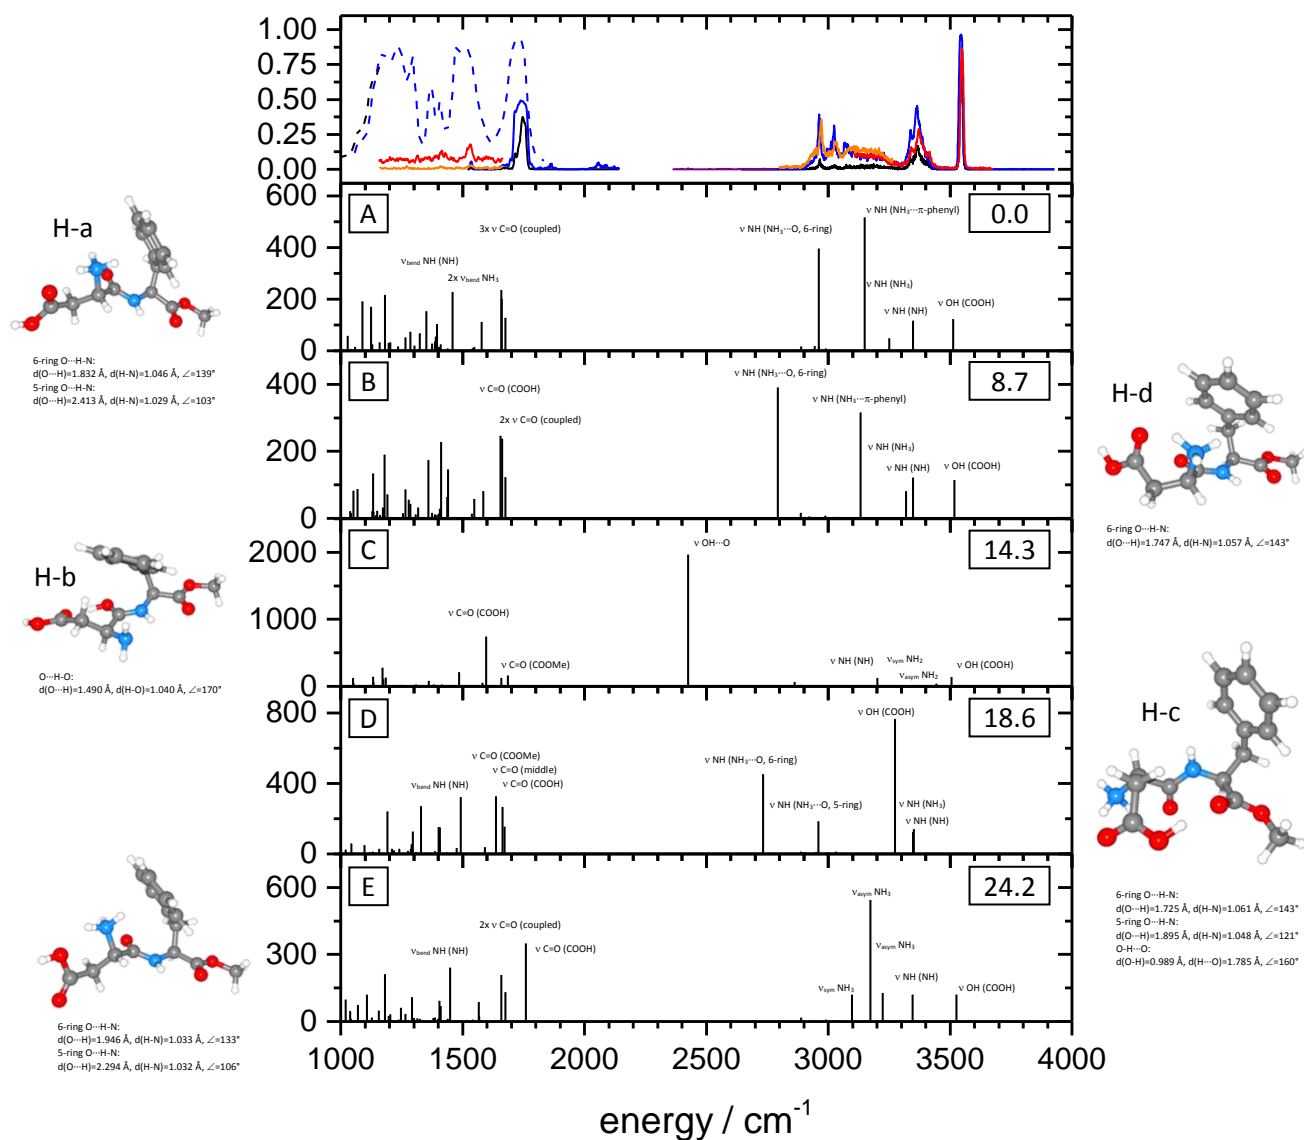 1.00
0.75
0.50
0.25
0.00
600
400
200
0
A
0.0
3x ν C=O (coupled)
ν_bend NH (NH)
2x ν_bend NH₃
ν NH (NH₃···O, 6-ring)
ν NH (NH₃···π-phenyl)
ν NH (NH₃)
ν NH (NH)
ν OH (COOH)
H-a
6-ring O···H-N:
d(O···H)=1.832 Å, d(H-N)=1.046 Å, ∠=139°
5-ring O···H-N:
d(O···H)=2.413 Å, d(H-N)=1.029 Å, ∠=103°
400
200
0
B
8.7
ν C=O (COOH)
2x ν C=O (coupled)
ν NH (NH₃···O, 6-ring)
ν NH (NH₃···π-phenyl)
ν NH (NH₃)
ν NH (NH)
ν OH (COOH)
H-d
6-ring O···H-N:
d(O···H)=1.747 Å, d(H-N)=1.057 Å, ∠=143°
2000
1000
0
C
14.3
ν OH···O
ν C=O (COOH)
ν C=O (COOMe)
ν NH (NH)
ν_sym NH₂
ν_asym NH₂
ν OH (COOH)
H-b
O···H-O:
d(O···H)=1.490 Å, d(H-O)=1.040 Å, ∠=170°
800
400
0
D
18.6
ν C=O (COOMe)
ν C=O (middle)
ν_bend NH (NH)
ν C=O (COOH)
ν NH (NH₃···O, 6-ring)
ν NH (NH₃···O, 5-ring)
ν OH (COOH)
ν NH (NH₃)
ν NH (NH)
H-c
6-ring O···H-N:
d(O···H)=1.725 Å, d(H-N)=1.061 Å, ∠=143°
5-ring O···H-N:
d(O···H)=1.895 Å, d(H-N)=1.048 Å, ∠=121°
O-H···O:
d(O-H)=0.989 Å, d(H···O)=1.785 Å, ∠=160°
600
300
0
E
24.2
2x ν C=O (coupled)
ν_bend NH (NH)
ν C=O (COOH)
ν_asym NH₃
ν_asym NH₃
ν_sym NH₃
ν NH (NH)
ν OH (COOH)
6-ring O···H-N:
d(O···H)=1.946 Å, d(H-N)=1.033 Å, ∠=133°
5-ring O···H-N:
d(O···H)=2.294 Å, d(H-N)=1.032 Å, ∠=106°
1000 1500 2000 2500 3000 3500 4000
energy / cm⁻¹